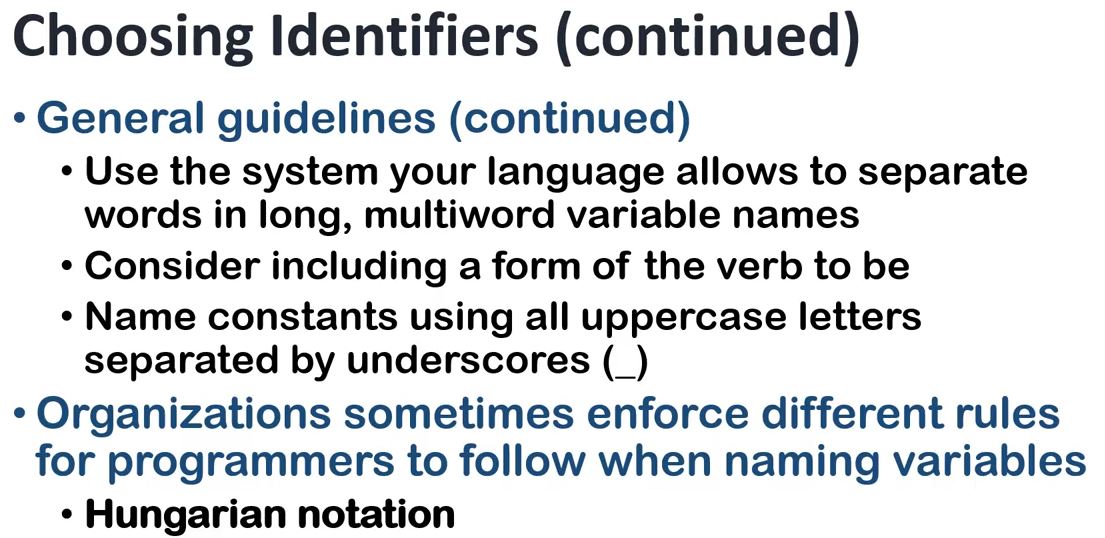 Choosing Identifiers (continued)
• General guidelines (continued)
• Use the system your language allows to separate
words in long, multiword variable names
• Consider including a form of the verb to be
• Name constants using all uppercase letters
separated by underscores (_)
• Organizations sometimes enforce different rules
for programmers to follow when naming variables
• Hungarian notation